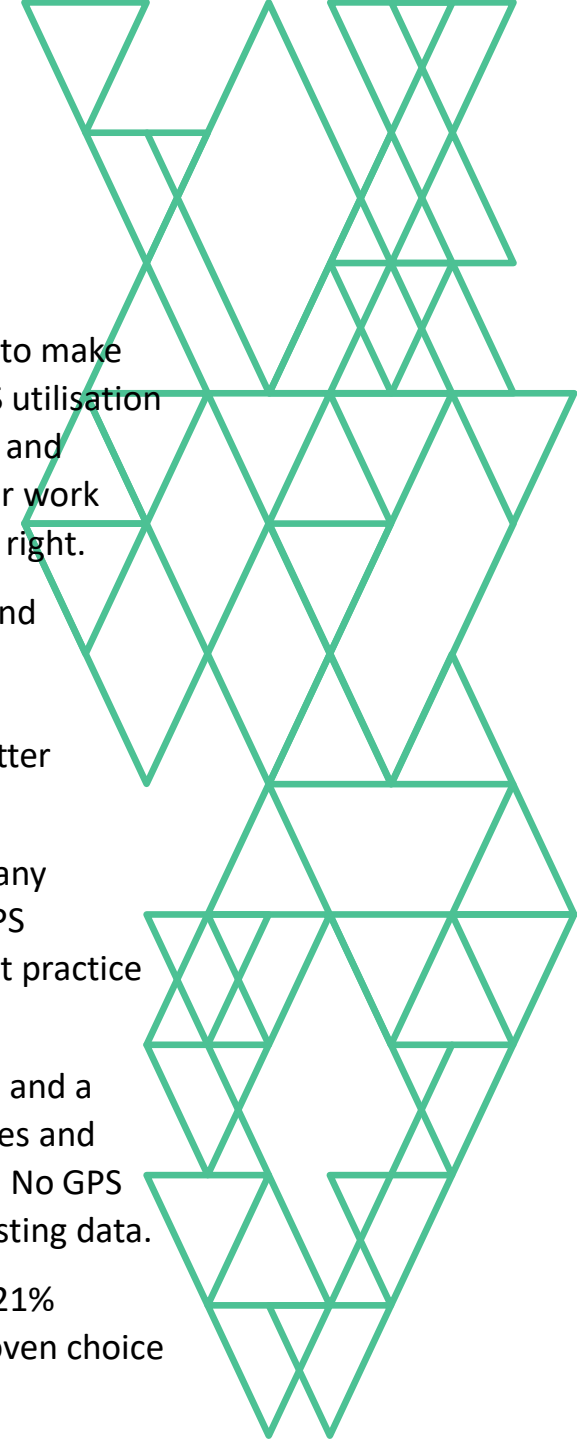 to make
utilisation
and
r work
right.
nd
tter
any
PS
t practice
and a
es and
No GPS
sting data.
21%
oven choice